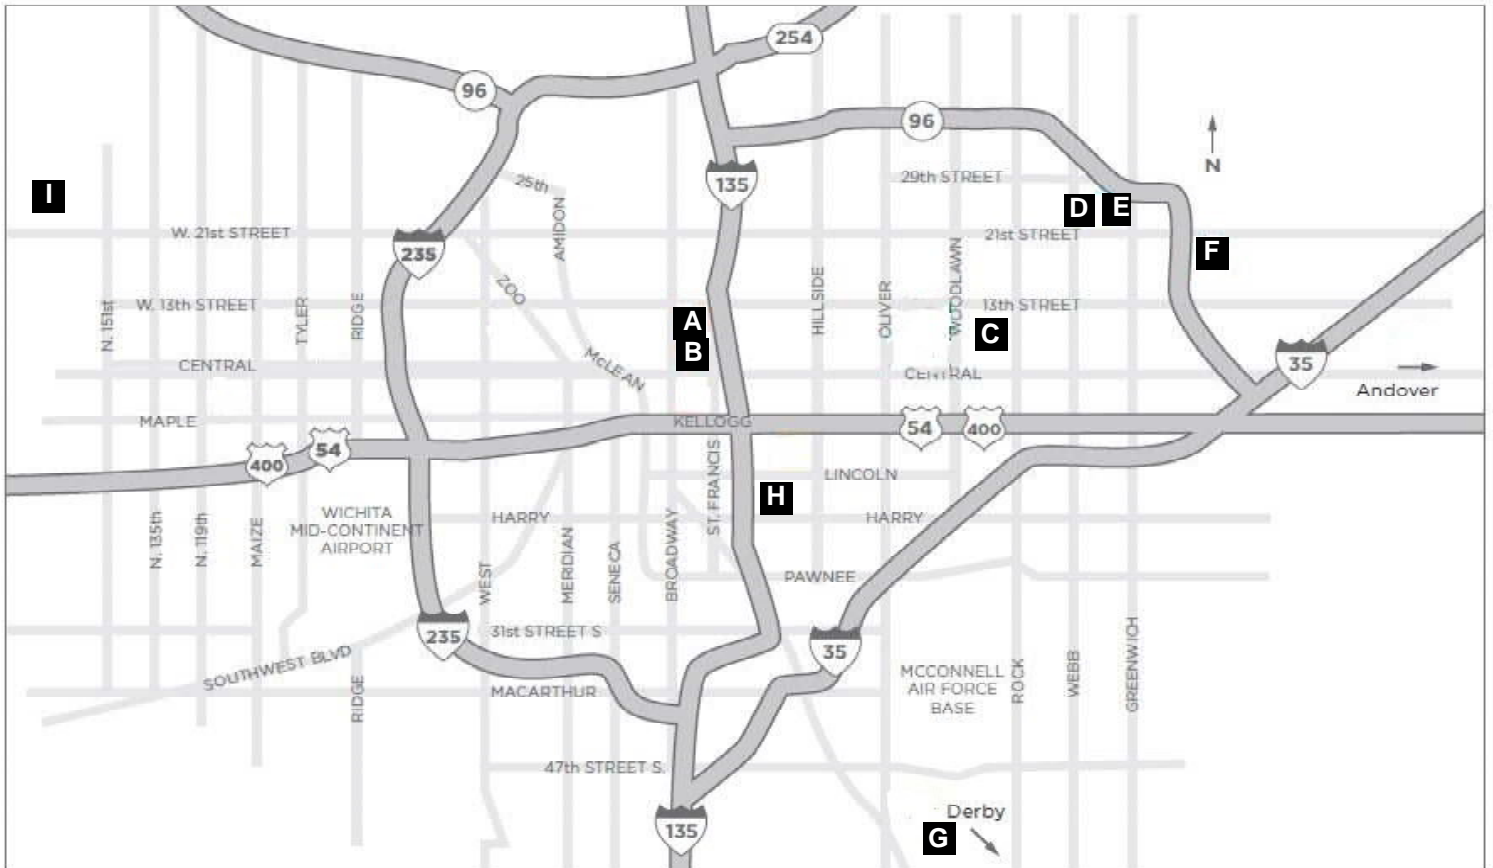 254
96
96
N
135
25th
29th STREET
I
D
E
AMIDON
W. 21st STREET
21st STREET
235
F
ZOO
HILLSIDE
OLIVER
WOODLAWN
N. 151st
W. 13th STREET
TYLER
RIDGE
13th STREET
A
B
C
McLEAN
CENTRAL
CENTRAL
35
Andover
MAPLE
KELLOGG
54
400
54
400
ST. FRANCIS
LINCOLN
H
WICHITA
MID-CONTINENT
AIRPORT
HARRY
HARRY
N. 135th
N. 119th
MAIZE
WEST
MERIDIAN
SENECA
BROADWAY
PAWNEE
235
31st STREET S
35
SOUTHWEST BLVD
MCCONNELL
AIR FORCE
BASE
ROCK
WEBB
GREENWICH
RIDGE
MACARTHUR
47th STREET S.
135
Derby
G